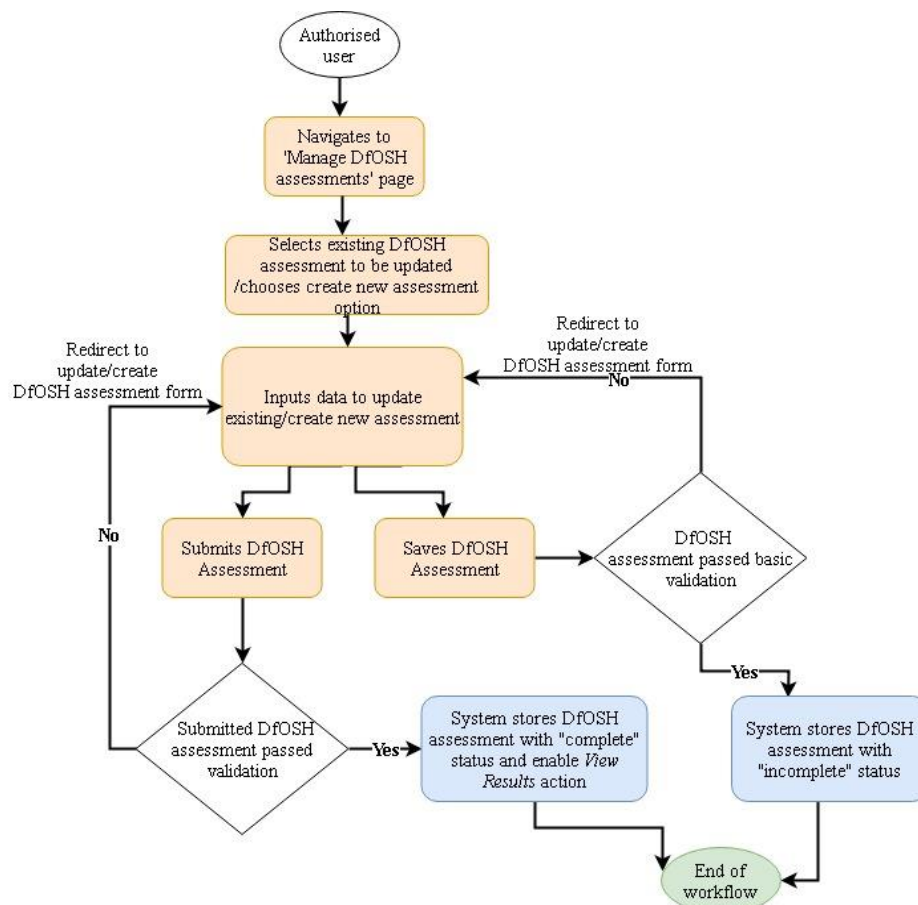 Authorised
user
Navigates to
'Manage DfOSH
assessments' page
Selects existing DfOSH
assessment to be updated
/chooses create new assessment
option
Redirect to
update/create
DfOSH assessment form
Redirect to
update/create
DfOSH assessment form
No
Inputs data to update
existing/create new assessment
No
Submits DfOSH
Assessment
Saves DfOSH
Assessment
DfOSH
assessment passed basic
validation
Yes
Submitted DfOSH
assessment passed
validation
Yes
System stores DfOSH
assessment with "complete"
status and enable View
Results action
System stores DfOSH
assessment with
"incomplete" status
End of
workflow